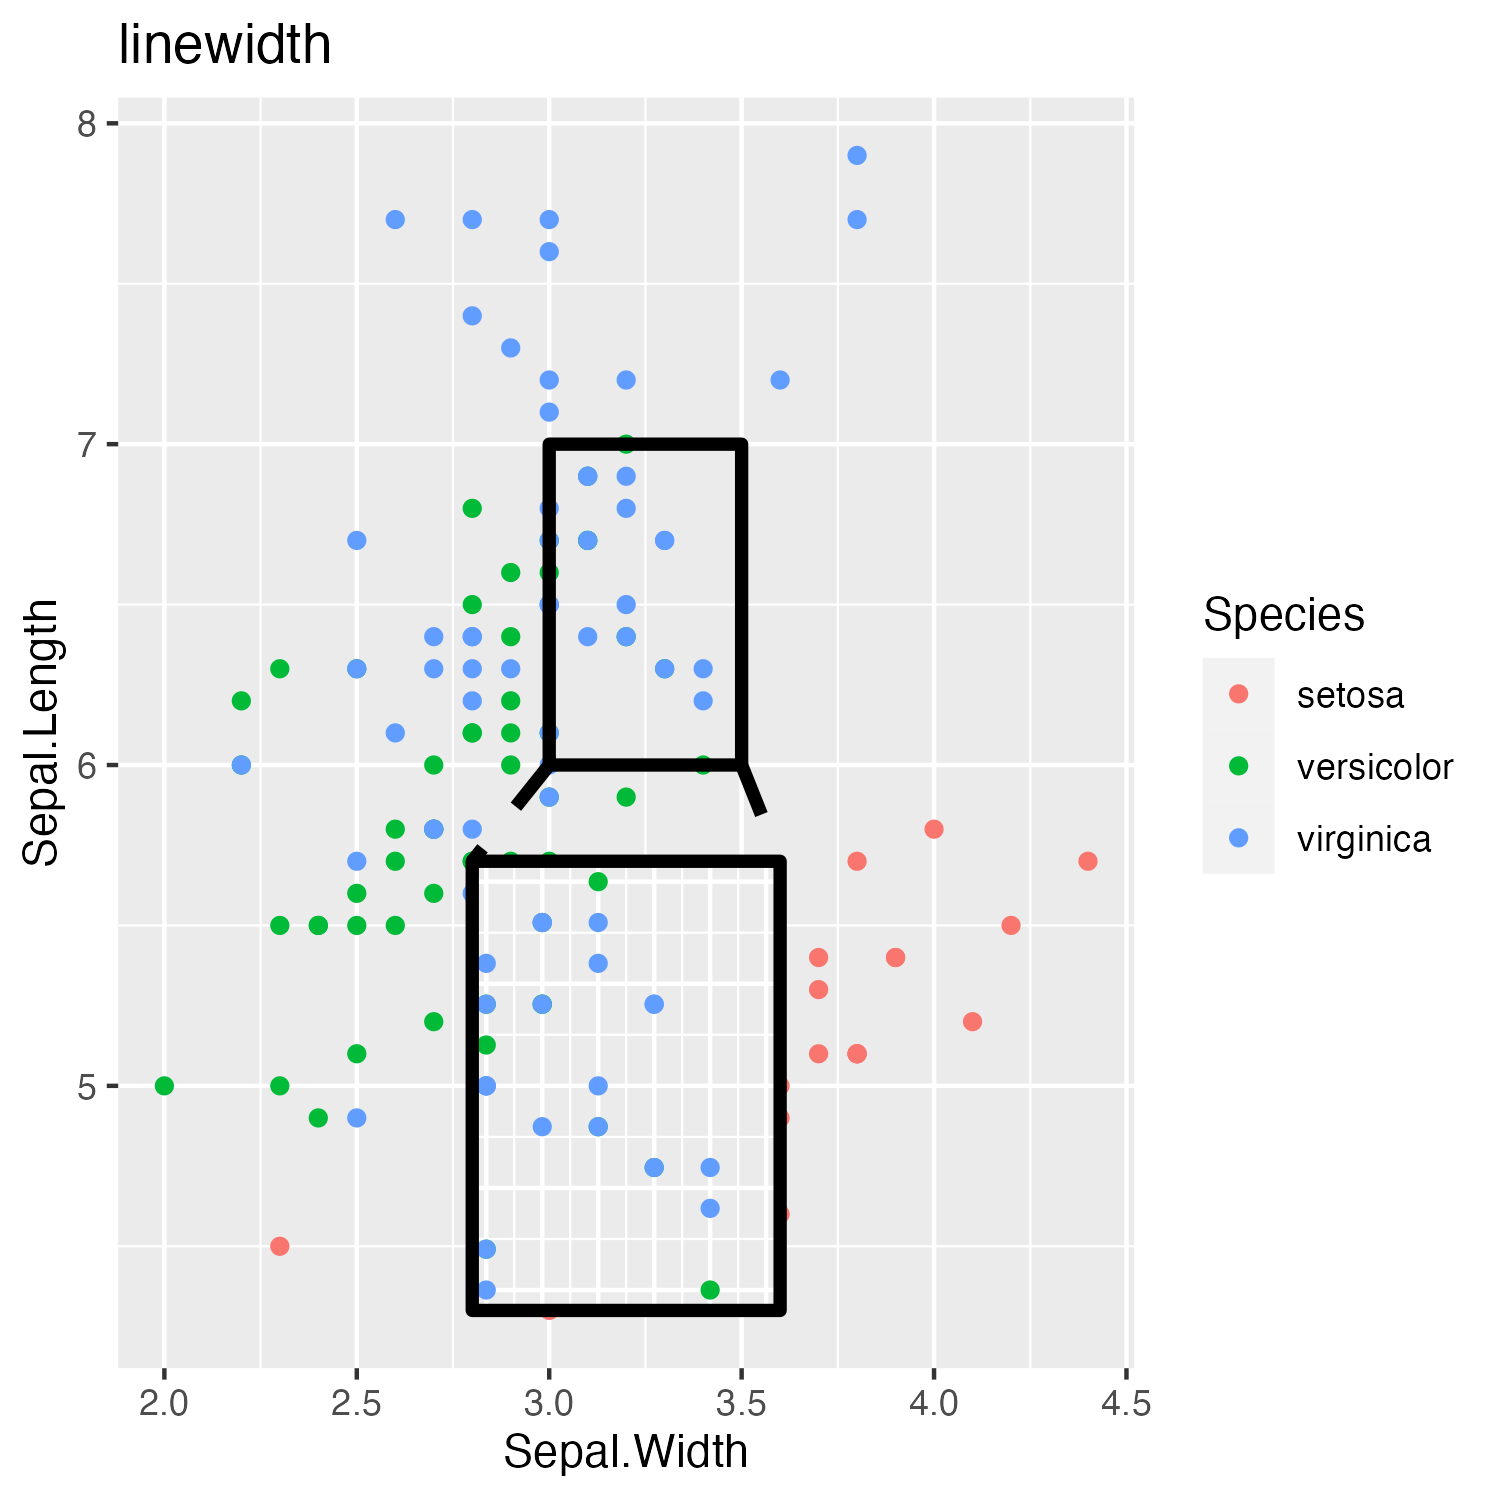 linewidth
8
7
6
5
Sepal.Length
2.0 2.5 3.0 3.5 4.0 4.5
Sepal.Width
Species
setosa
versicolor
virginica